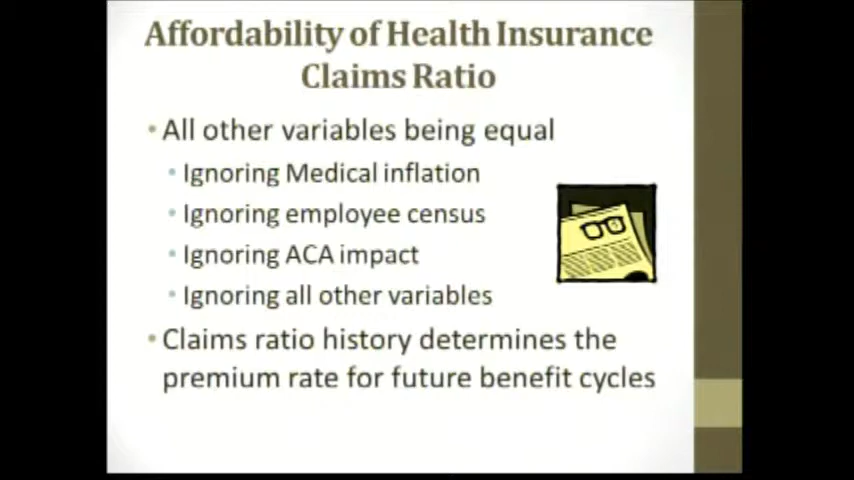 Affordability of Health Insurance
Claims Ratio
• All other variables being equal
• Ignoring Medical inflation
• Ignoring employee census
• Ignoring ACA impact
• Ignoring all other variables
• Claims ratio history determines the
premium rate for future benefit cycles